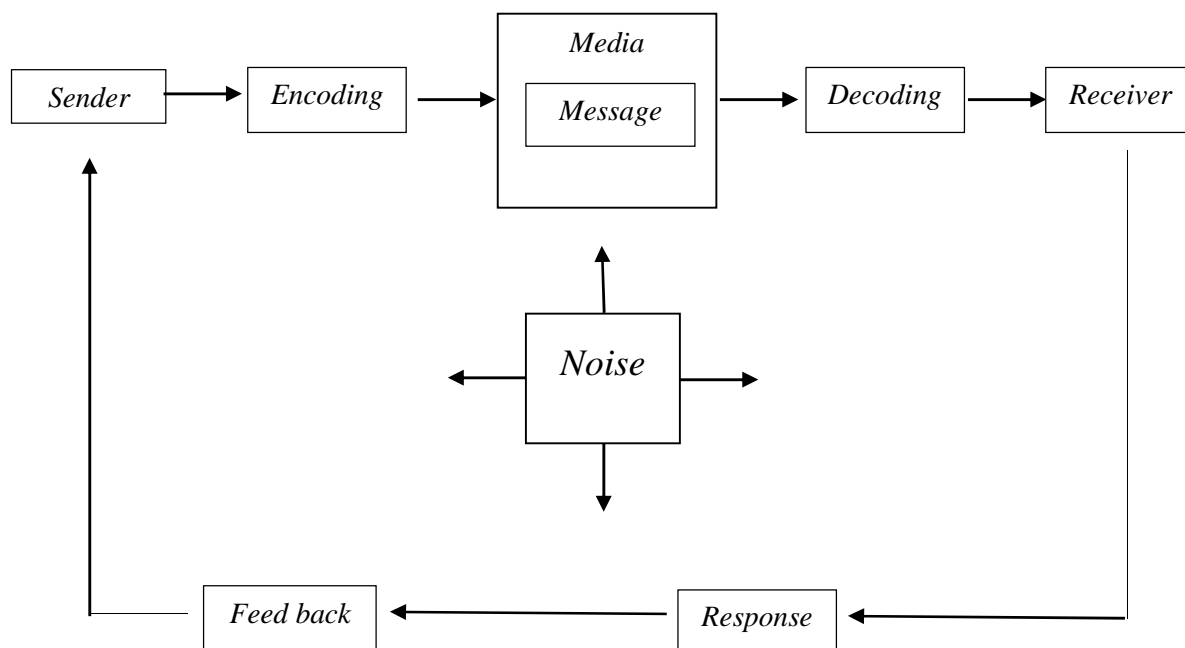 Media
Sender
Encoding
Message
Decoding
Receiver
Noise
Feed back
Response